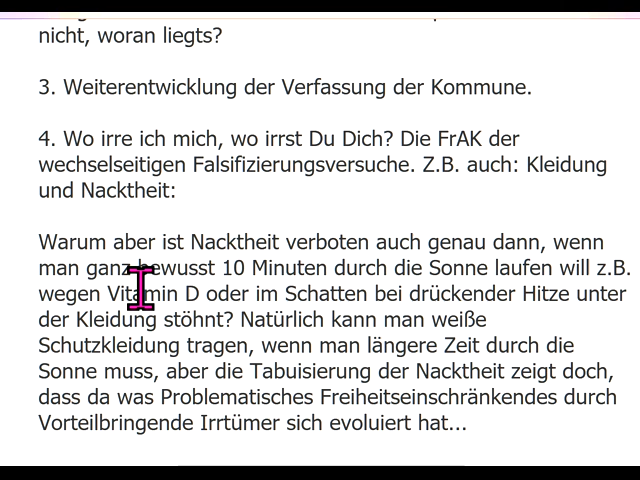 nicht, woran liegts?
3. Weiterentwicklung der Verfassung der Kommune.
4. Wo irre ich mich, wo irrst Du Dich? Die FrAK der
wechselseitigen Falsifizierungsversuche. Z.B. auch: Kleidung
und Nacktheit:
Warum aber ist Nacktheit verboten auch genau dann, wenn
man ganz bewusst 10 Minuten durch die Sonne laufen will z.B.
wegen Vitamin D oder im Schatten bei drückender Hitze unter
der Kleidung stöhnt? Natürlich kann man weiße
Schutzkleidung tragen, wenn man längere Zeit durch die
Sonne muss, aber die Tabuisierung der Nacktheit zeigt doch,
dass da was Problematisches Freiheitseinschränkendes durch
Vorteilbringende Irrtümer sich evoluiert hat...